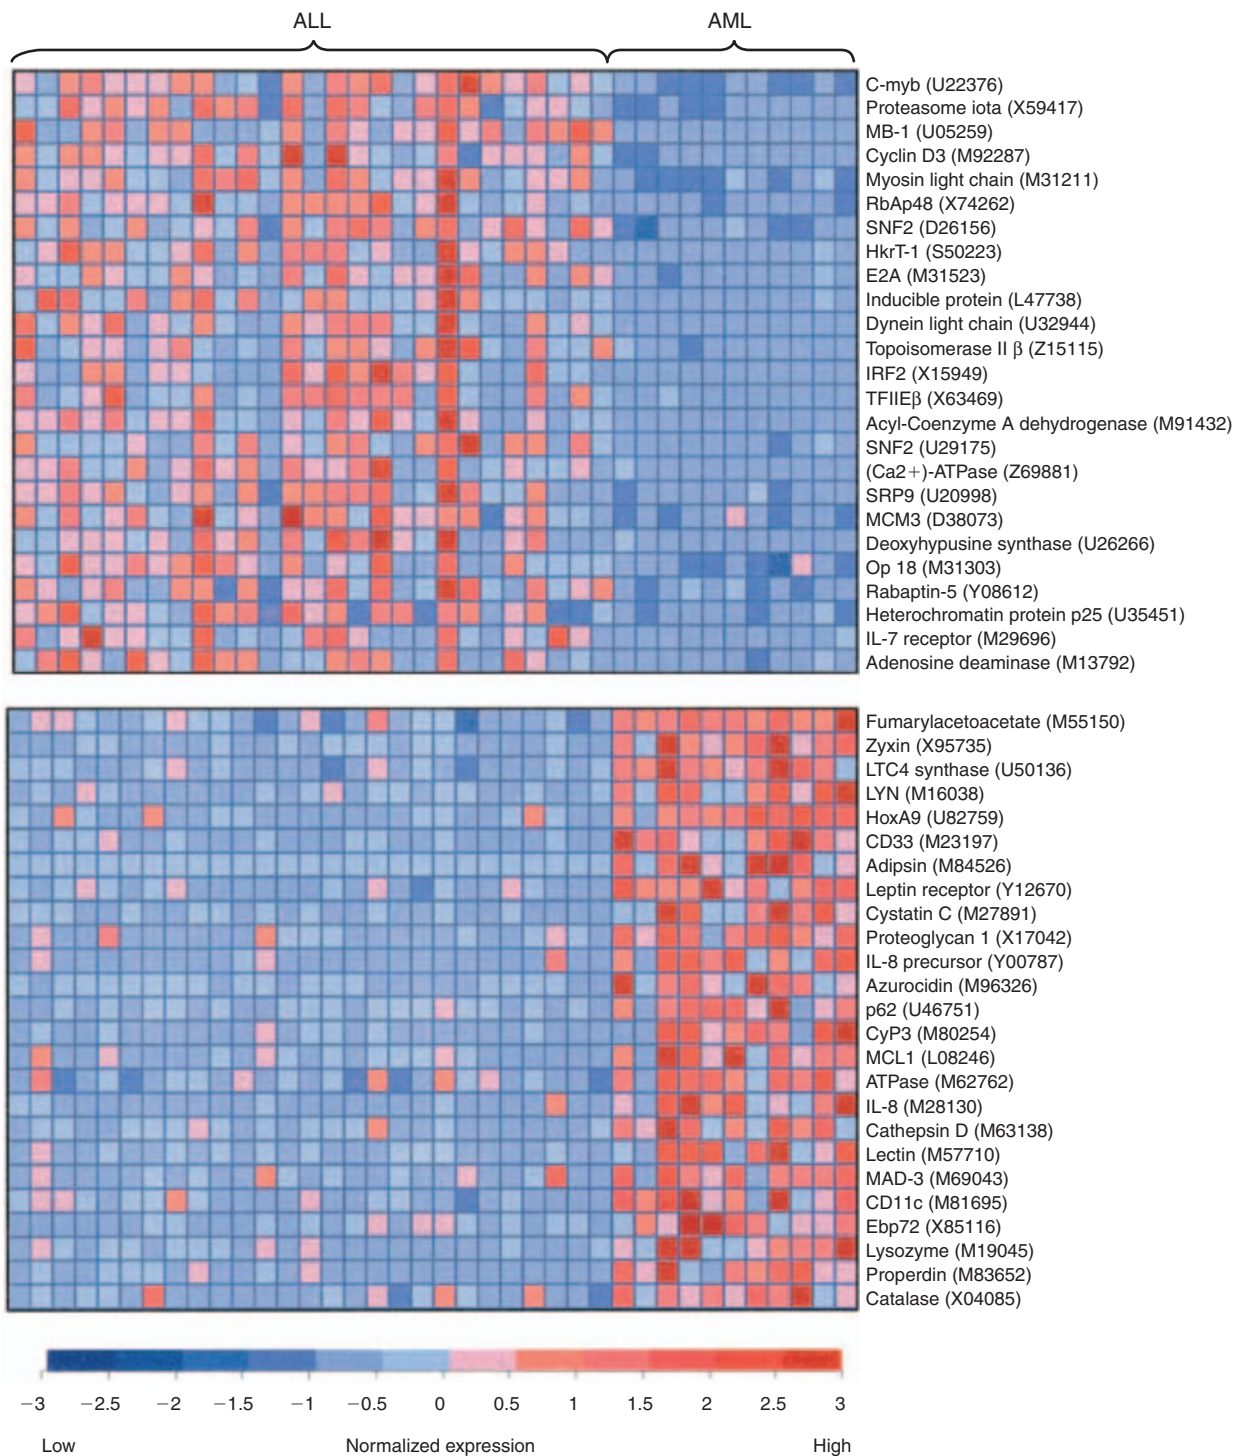 ALL AML
C-myb (U22376)
Proteasome iota (X59417)
MB-1 (U05259)
Cyclin D3 (M92287)
Myosin light chain (M31211)
RbAp48 (X74262)
SNF2 (D26156)
HkrT-1 (S50223)
E2A (M31523)
Inducible protein (L47738)
Dynein light chain (U32944)
Topoisomerase II β (Z15115)
IRF2 (X15949)
TFIIEβ (X63469)
Acyl-Coenzyme A dehydrogenase (M91432)
SNF2 (U29175)
(Ca2+)-ATPase (Z69881)
SRP9 (U20998)
MCM3 (D38073)
Deoxyhypusine synthase (U26266)
Op 18 (M31303)
Rabaptin-5 (Y08612)
Heterochromatin protein p25 (U35451)
IL-7 receptor (M29696)
Adenosine deaminase (M13792)
Fumarylacetoacetate (M55150)
Zyxin (X95735)
LTC4 synthase (U50136)
LYN (M16038)
HoxA9 (U82759)
CD33 (M23197)
Adipsin (M84526)
Leptin receptor (Y12670)
Cystatin C (M27891)
Proteoglycan 1 (X17042)
IL-8 precursor (Y00787)
Azurocidin (M96326)
p62 (U46751)
CyP3 (M80254)
MCL1 (L08246)
ATPase (M62762)
IL-8 (M28130)
Cathepsin D (M63138)
Lectin (M57710)
MAD-3 (M69043)
CD11c (M81695)
Ebp72 (X85116)
Lysozyme (M19045)
Properdin (M83652)
Catalase (X04085)
−3 −2.5 −2 −1.5 −1 −0.5 0 0.5 1 1.5 2 2.5 3
Low Normalized expression High